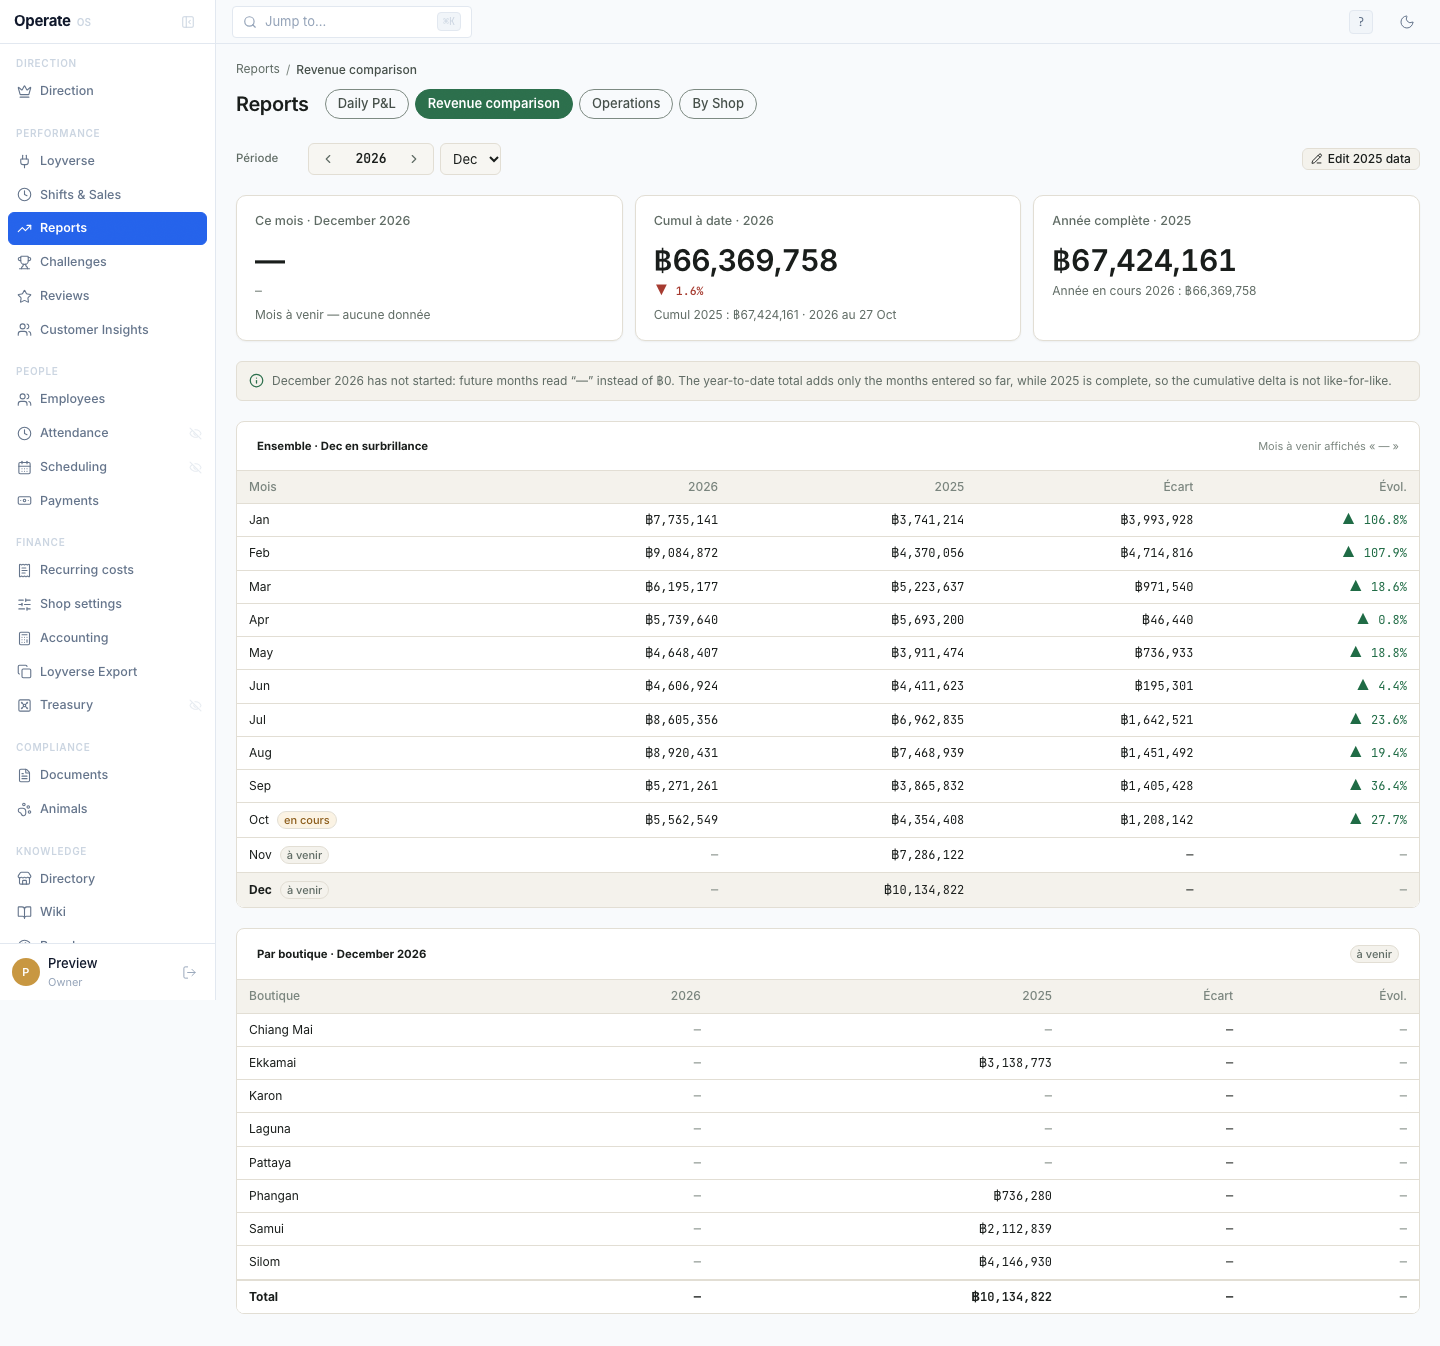 Operate OS
Jump to...
⌘K
?
DIRECTION
Direction
PERFORMANCE
Loyverse
Shifts & Sales
Reports
Challenges
Reviews
Customer Insights
PEOPLE
Employees
Attendance
Scheduling
Payments
FINANCE
Recurring costs
Shop settings
Accounting
Loyverse Export
Treasury
COMPLIANCE
Documents
Animals
KNOWLEDGE
Directory
Wiki
P
Preview
Owner
Reports / Revenue comparison
Reports
Daily P&L
Revenue comparison
Operations
By Shop
Période
2026
Dec
Edit 2025 data
Ce mois · December 2026
—
–
Mois à venir — aucune donnée
Cumul à date · 2026
฿66,369,758
▼ 1.6%
Cumul 2025 : ฿67,424,161 · 2026 au 27 Oct
Année complète · 2025
฿67,424,161
Année en cours 2026 : ฿66,369,758
December 2026 has not started: future months read “—” instead of ฿0. The year-to-date total adds only the months entered so far, while 2025 is complete, so the cumulative delta is not like-for-like.
Ensemble · Dec en surbrillance
Mois à venir affichés « — »
Mois 2026 2025 Écart Évol.
Jan ฿7,735,141 ฿3,741,214 ฿3,993,928 ▲ 106.8%
Feb ฿9,084,872 ฿4,370,056 ฿4,714,816 ▲ 107.9%
Mar ฿6,195,177 ฿5,223,637 ฿971,540 ▲ 18.6%
Apr ฿5,739,640 ฿5,693,200 ฿46,440 ▲ 0.8%
May ฿4,648,407 ฿3,911,474 ฿736,933 ▲ 18.8%
Jun ฿4,606,924 ฿4,411,623 ฿195,301 ▲ 4.4%
Jul ฿8,605,356 ฿6,962,835 ฿1,642,521 ▲ 23.6%
Aug ฿8,920,431 ฿7,468,939 ฿1,451,492 ▲ 19.4%
Sep ฿5,271,261 ฿3,865,832 ฿1,405,428 ▲ 36.4%
Oct en cours ฿5,562,549 ฿4,354,408 ฿1,208,142 ▲ 27.7%
Nov à venir – ฿7,286,122 – –
Dec à venir – ฿10,134,822 – –
Par boutique · December 2026
à venir
Boutique 2026 2025 Écart Évol.
Chiang Mai – – – –
Ekkamai – ฿3,138,773 – –
Karon – – – –
Laguna – – – –
Pattaya – – – –
Phangan – ฿736,280 – –
Samui – ฿2,112,839 – –
Silom – ฿4,146,930 – –
Total – ฿10,134,822 – –